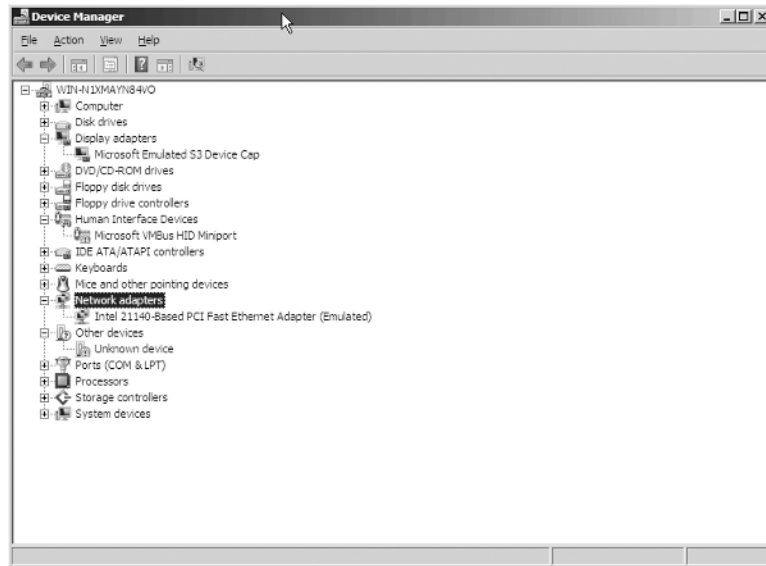 Device Manager
File Action View Help
WIN-N1XMAYN84VO
Computer
Disk drives
Display adapters
Microsoft Emulated S3 Device Cap
DVD/CD-ROM drives
Floppy disk drives
Floppy drive controllers
Human Interface Devices
Microsoft VMBus HID Miniport
IDE ATA/ATAPI controllers
Keyboards
Mice and other pointing devices
Network adapters
Intel 21140-Based PCI Fast Ethernet Adapter (Emulated)
Other devices
Unknown device
Ports (COM & LPT)
Processors
Storage controllers
System devices